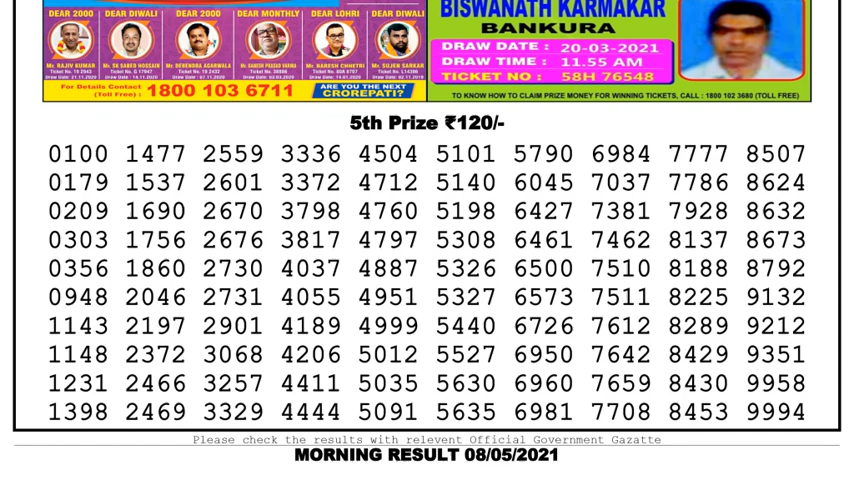 DEAR 2000 DEAR DIWALI DEAR 2000 DEAR MONTHLY DEAR LOHRI DEAR DIWALI
Mr. RAJIV KUMAR Mr. SK SABED HOSSAIN Mr. DEVENDRA AGARWALA Mr. GANESH PRASAD VARMA Mr. NARESH CHHETRI Mr. SUJEN SARKAR
For Details Contact
(Toll Free) : 1800 103 6711
ARE YOU THE NEXT
CROREPATI?
BISWANATH KARMAKAR
BANKURA
DRAW DATE : 20-03-2021
DRAW TIME : 11.55 AM
TICKET NO : 58H 76548
TO KNOW HOW TO CLAIM PRIZE MONEY FOR WINNING TICKETS, CALL : 1800 102 3680 (TOLL FREE)
5th Prize ₹120/-
0100 1477 2559 3336 4504 5101 5790 6984 7777 8507
0179 1537 2601 3372 4712 5140 6045 7037 7786 8624
0209 1690 2670 3798 4760 5198 6427 7381 7928 8632
0303 1756 2676 3817 4797 5308 6461 7462 8137 8673
0356 1860 2730 4037 4887 5326 6500 7510 8188 8792
0948 2046 2731 4055 4951 5327 6573 7511 8225 9132
1143 2197 2901 4189 4999 5440 6726 7612 8289 9212
1148 2372 3068 4206 5012 5527 6950 7642 8429 9351
1231 2466 3257 4411 5035 5630 6960 7659 8430 9958
1398 2469 3329 4444 5091 5635 6981 7708 8453 9994
Please check the results with relevent Official Government Gazatte
MORNING RESULT 08/05/2021